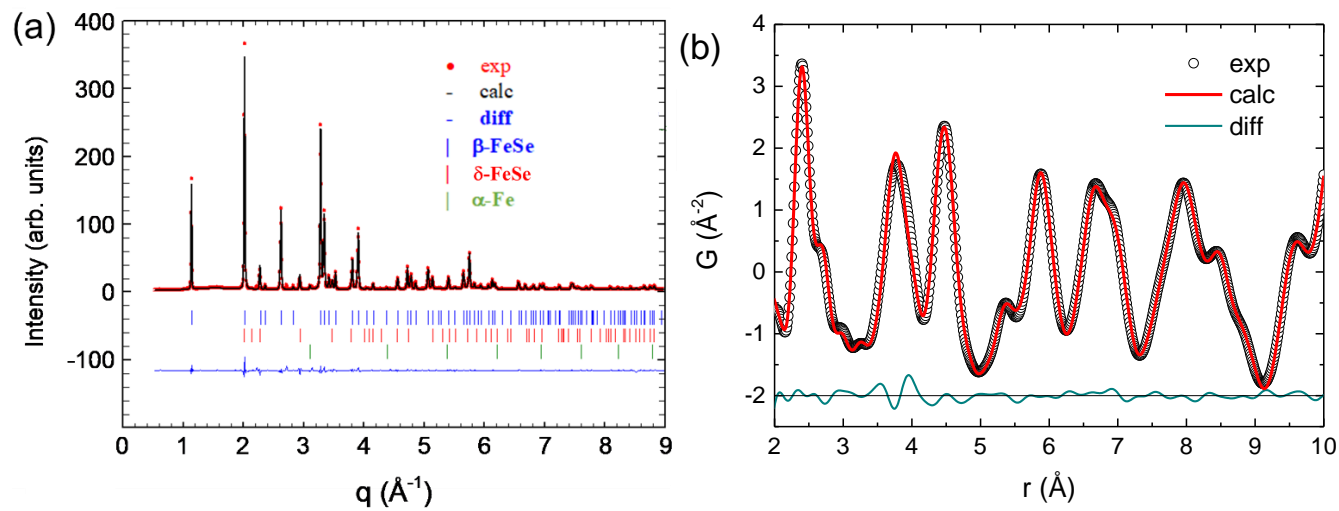 (a)
400
300
200
100
0
-100
Intensity (arb. units)
• exp
- calc
- diff
| β-FeSe
| δ-FeSe
| α-Fe
0 1 2 3 4 5 6 7 8 9
q (Å-1)
(b)
4
3
2
1
0
-1
-2
G (Å-2)
exp
calc
diff
2 3 4 5 6 7 8 9 10
r (Å)